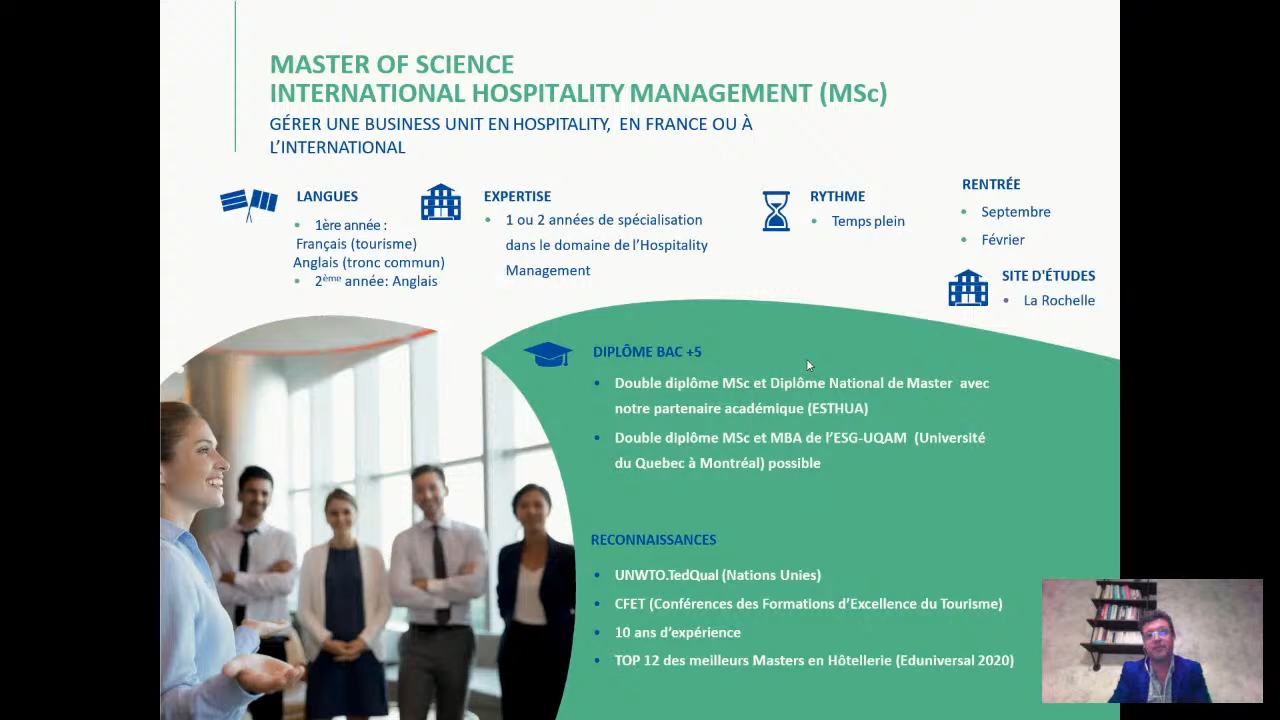 MASTER OF SCIENCE
INTERNATIONAL HOSPITALITY MANAGEMENT (MSc)
GÉRER UNE BUSINESS UNIT EN HOSPITALITY, EN FRANCE OU À
L'INTERNATIONAL
LANGUES
• 1ère année :
Français (tourisme)
Anglais (tronc commun)
• 2ème année: Anglais
EXPERTISE
• 1 ou 2 années de spécialisation
dans le domaine de l'Hospitality
Management
RYTHME
• Temps plein
RENTRÉE
• Septembre
• Février
SITE D'ÉTUDES
• La Rochelle
DIPLÔME BAC +5
• Double diplôme MSc et Diplôme National de Master avec
notre partenaire académique (ESTHUA)
• Double diplôme MSc et MBA de l'ESG-UQAM (Université
du Quebec à Montréal) possible
RECONNAISSANCES
• UNWTO.TedQual (Nations Unies)
• CFET (Conférences des Formations d'Excellence du Tourisme)
• 10 ans d'expérience
• TOP 12 des meilleurs Masters en Hôtellerie (Eduniversal 2020)